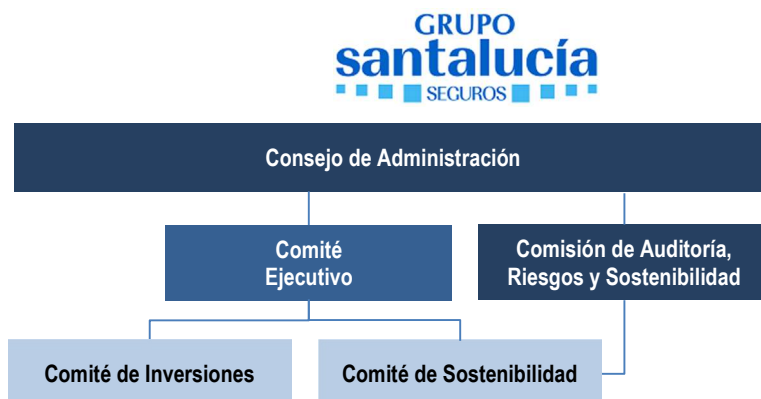 GRUPO
santalucía
SEGUROS
Consejo de Administración
Comité
Ejecutivo
Comisión de Auditoría,
Riesgos y Sostenibilidad
Comité de Inversiones
Comité de Sostenibilidad